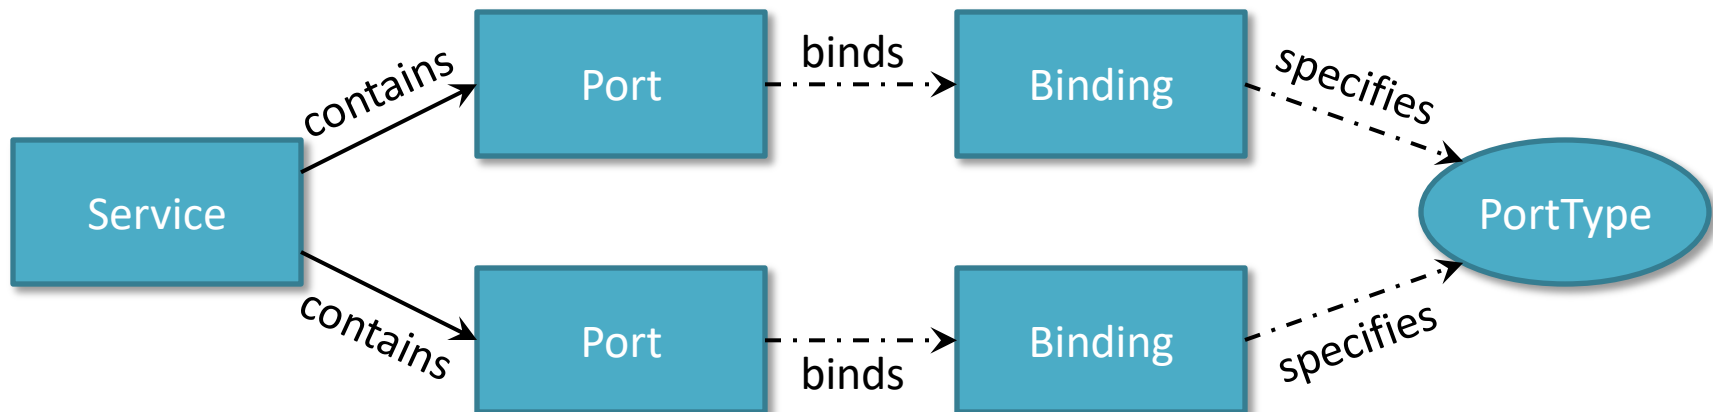 contains
Port
binds
Binding
specifies
Service
PortType
contains
Port
binds
Binding
specifies